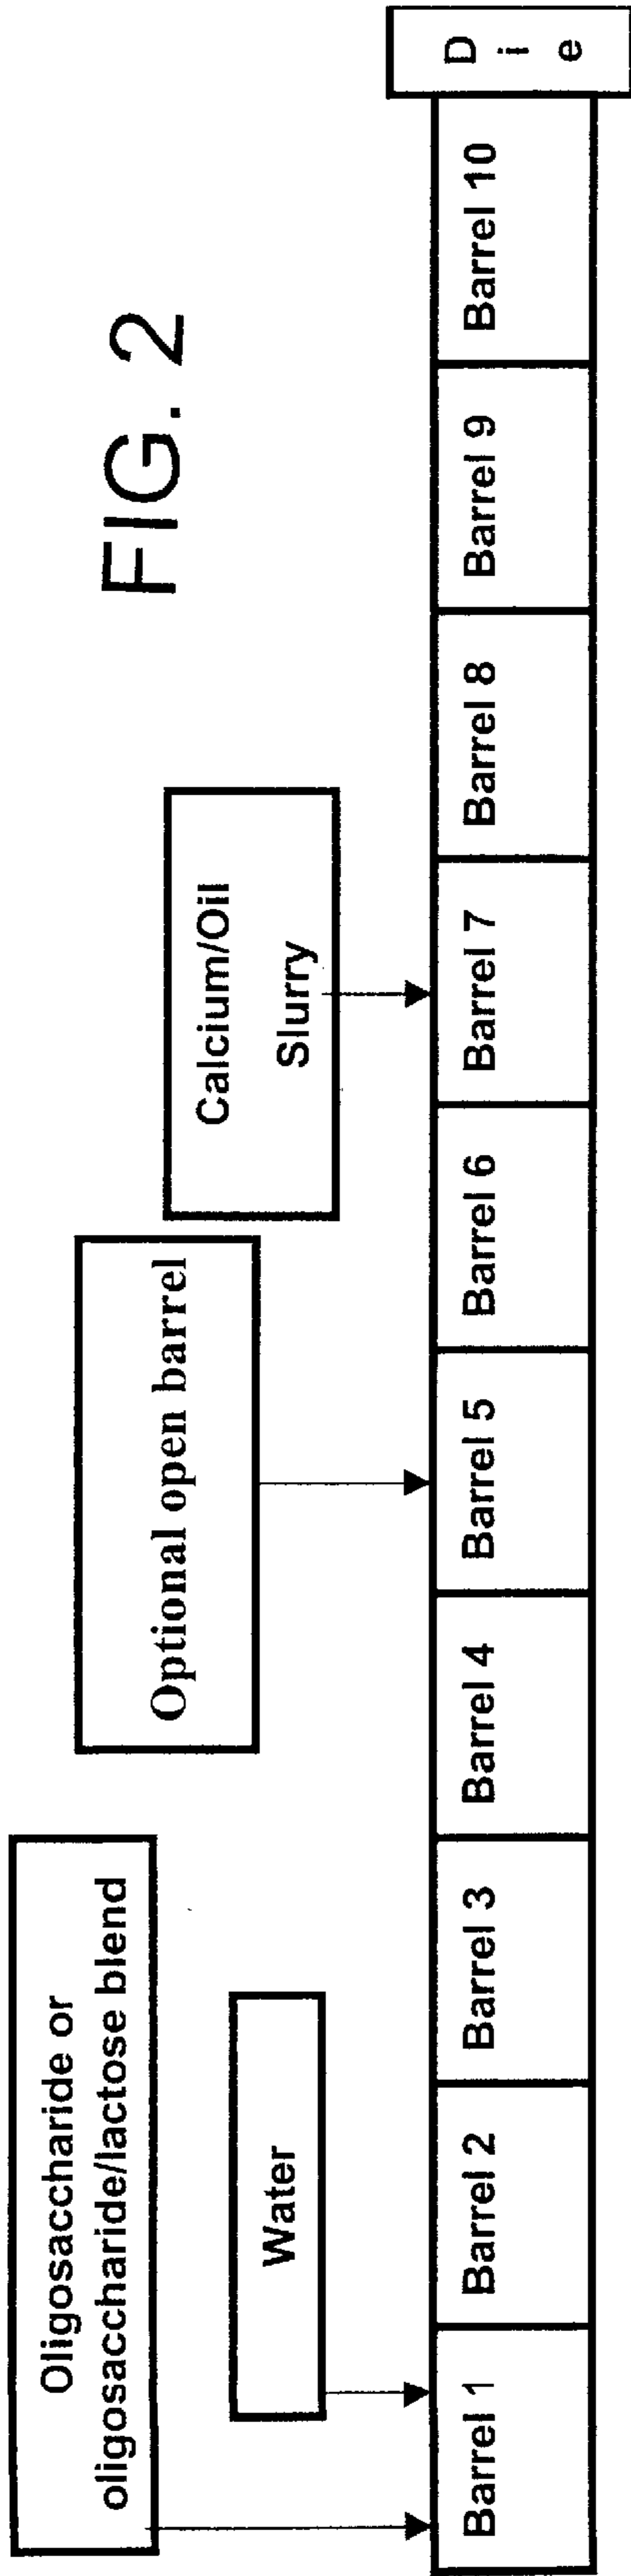 FIG. 2
Oligosaccharide or
oligosaccharide/lactose blend
Water
Optional open barrel
Calcium/Oil
Slurry
Barrel 1
Barrel 2
Barrel 3
Barrel 4
Barrel 5
Barrel 6
Barrel 7
Barrel 8
Barrel 9
Barrel 10
Die